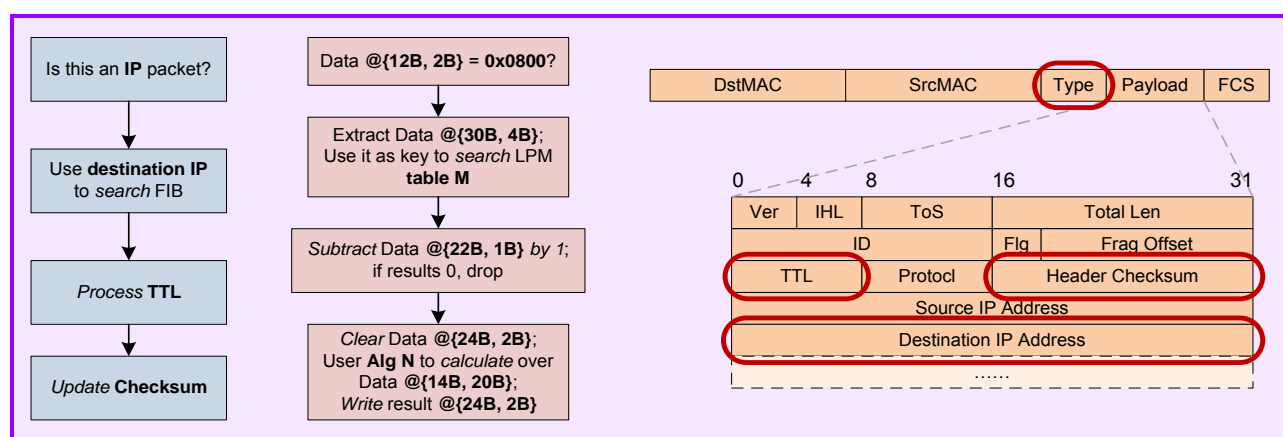 Is this an IP packet?
Use destination IP
to search FIB
Process TTL
Update Checksum
Data @{12B, 2B} = 0x0800?
Extract Data @{30B, 4B};
Use it as key to search LPM
table M
Subtract Data @{22B, 1B} by 1;
if results 0, drop
Clear Data @{24B, 2B};
User Alg N to calculate over
Data @{14B, 20B};
Write result @{24B, 2B}
DstMAC SrcMAC Type Payload FCS
0 4 8 16 31
Ver IHL ToS Total Len
ID Flg Frag Offset
TTL Protocl Header Checksum
Source IP Address
Destination IP Address
......